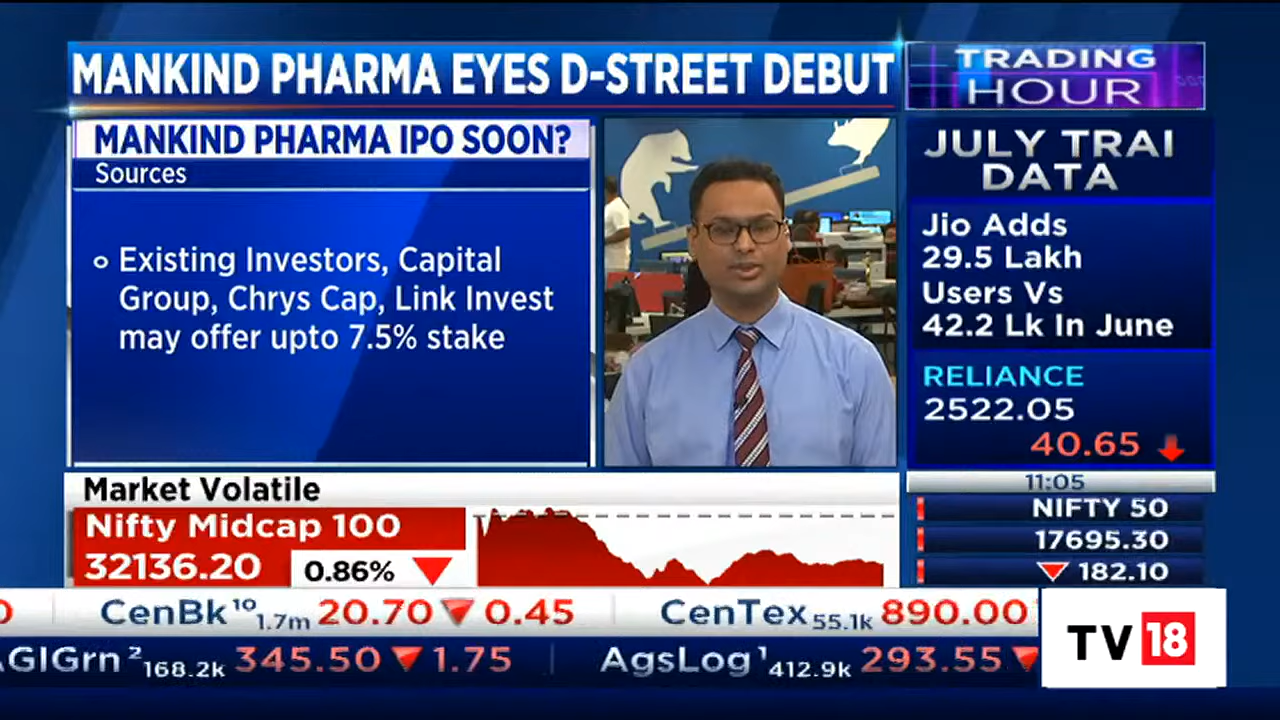 MANKIND PHARMA EYES D-STREET DEBUT
TRADING
HOUR
MANKIND PHARMA IPO SOON?
Sources
Existing Investors, Capital
Group, Chrys Cap, Link Invest
may offer upto 7.5% stake
JULY TRAI
DATA
Jio Adds
29.5 Lakh
Users Vs
42.2 Lk In June
RELIANCE
2522.05
40.65
11:05
NIFTY 50
17695.30
182.10
Market Volatile
Nifty Midcap 100
32136.20 0.86%
0 CenBk 10 1.7m 20.70 0.45 CenTex 55.1k 890.00
AGIGrn 2 168.2k 345.50 1.75 AgsLog 1 412.9k 293.55
TV 18